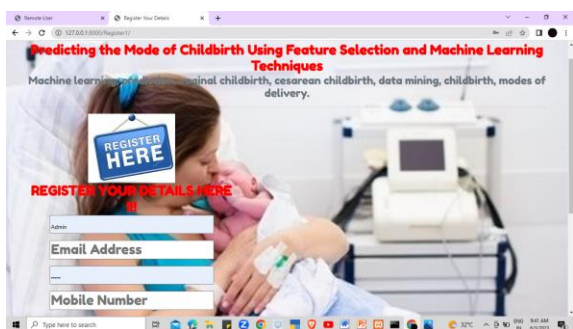 Remote User
Register Your Details
127.0.0.1:8000/Register1/
Predicting the Mode of Childbirth Using Feature Selection and Machine Learning
Techniques
Machine learning, vaginal childbirth, cesarean childbirth, data mining, childbirth, modes of
delivery.
REGISTER
HERE
REGISTER YOUR DETAILS HERE
!!!
Admin
Email Address
.....
Mobile Number
Type here to search
32°C
ENG
9:41 AM
IN